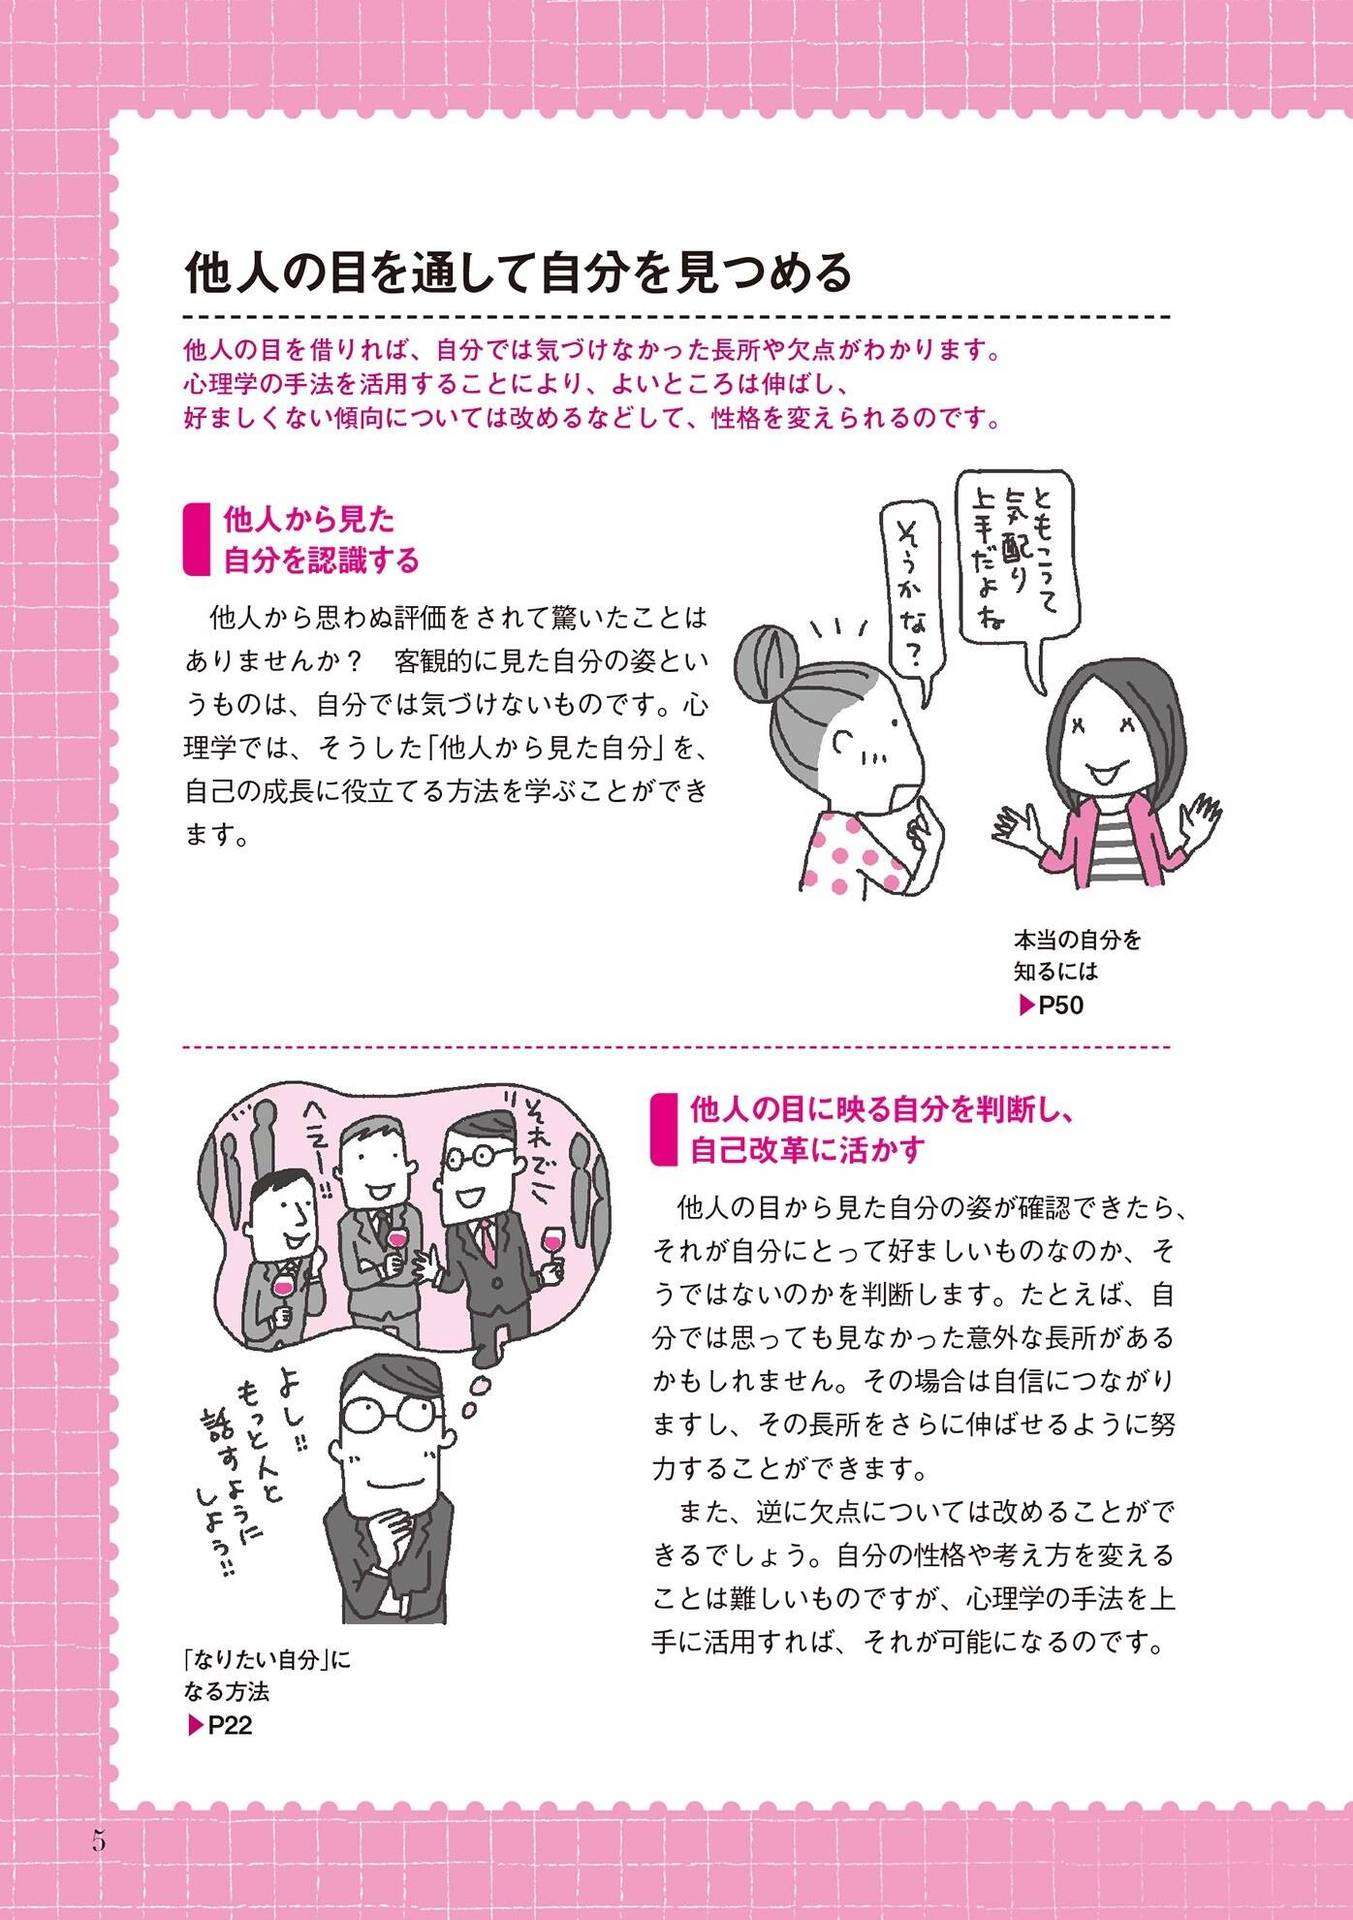 他人の目を通して自分を見つめる
他人の目を借りれば、自分では気づけなかった長所や欠点がわかります。
心理学の手法を活用することにより、よいところは伸ばし、
好ましくない傾向については改めるなどして、性格を変えられるのです。
他人から見た
自分を認識する
　他人から思わぬ評価をされて驚いたことは
ありませんか？　客観的に見た自分の姿とい
うものは、自分では気づけないものです。心
理学では、そうした「他人から見た自分」を、
自己の成長に役立てる方法を学ぶことができ
ます。
ともこって
気配り
上手だよね
そうかな？
本当の自分を
知るには
▶P50
他人の目に映る自分を判断し、
自己改革に活かす
　他人の目から見た自分の姿が確認できたら、
それが自分にとって好ましいものなのか、そ
うではないのかを判断します。たとえば、自
分では思っても見なかった意外な長所がある
かもしれません。その場合は自信につながり
ますし、その長所をさらに伸ばせるように努
力することができます。
　また、逆に欠点については改めることがで
きるでしょう。自分の性格や考え方を変える
ことは難しいものですが、心理学の手法を上
手に活用すれば、それが可能になるのです。
それで
へえー!!
よし!!
もっと人と
話すように
しよう!!
「なりたい自分」に
なる方法
▶P22
5